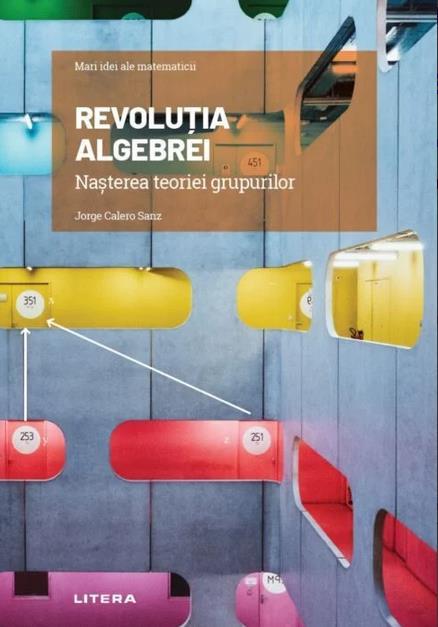 Mari idei ale matematicii
REVOLUȚIA
ALGEBREI
451
Nașterea teoriei grupurilor
Jorge Calero Sanz
351
x
253
y
z
251
LITERA